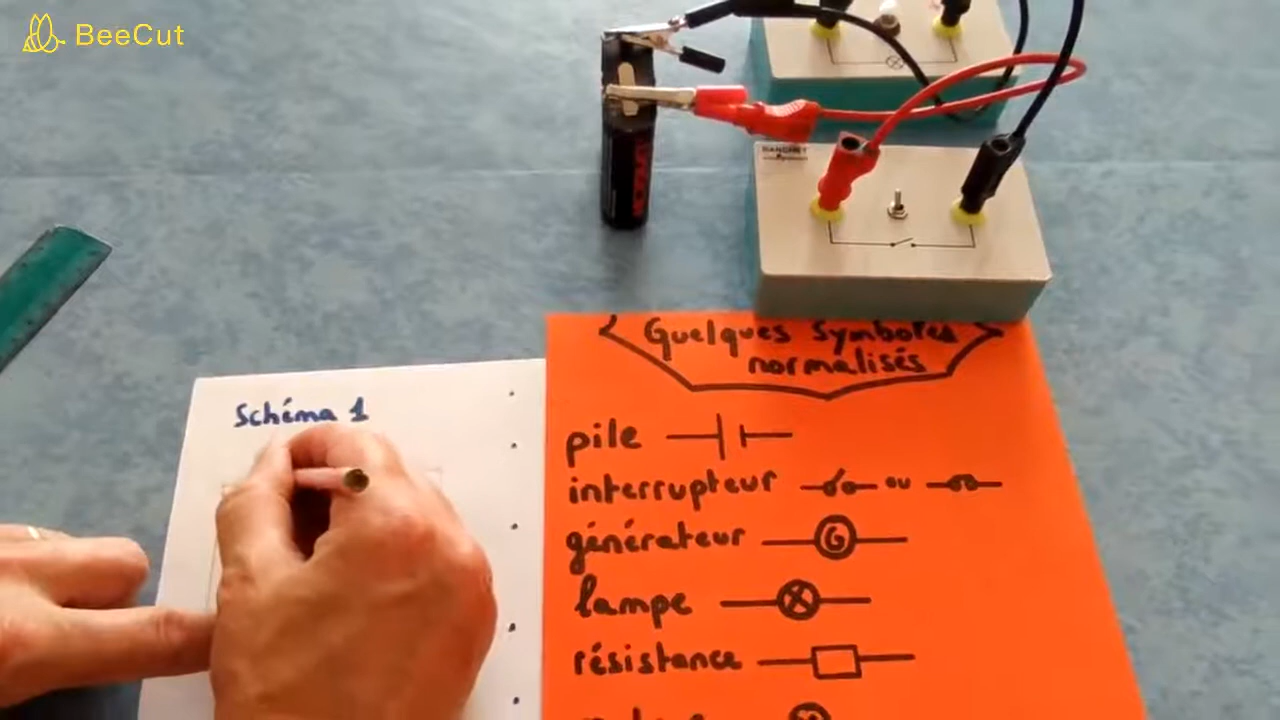 BeeCut
Schéma 1
Quelques Symboles
normalisés
pile
interrupteur ou
générateur G
lampe
résistance